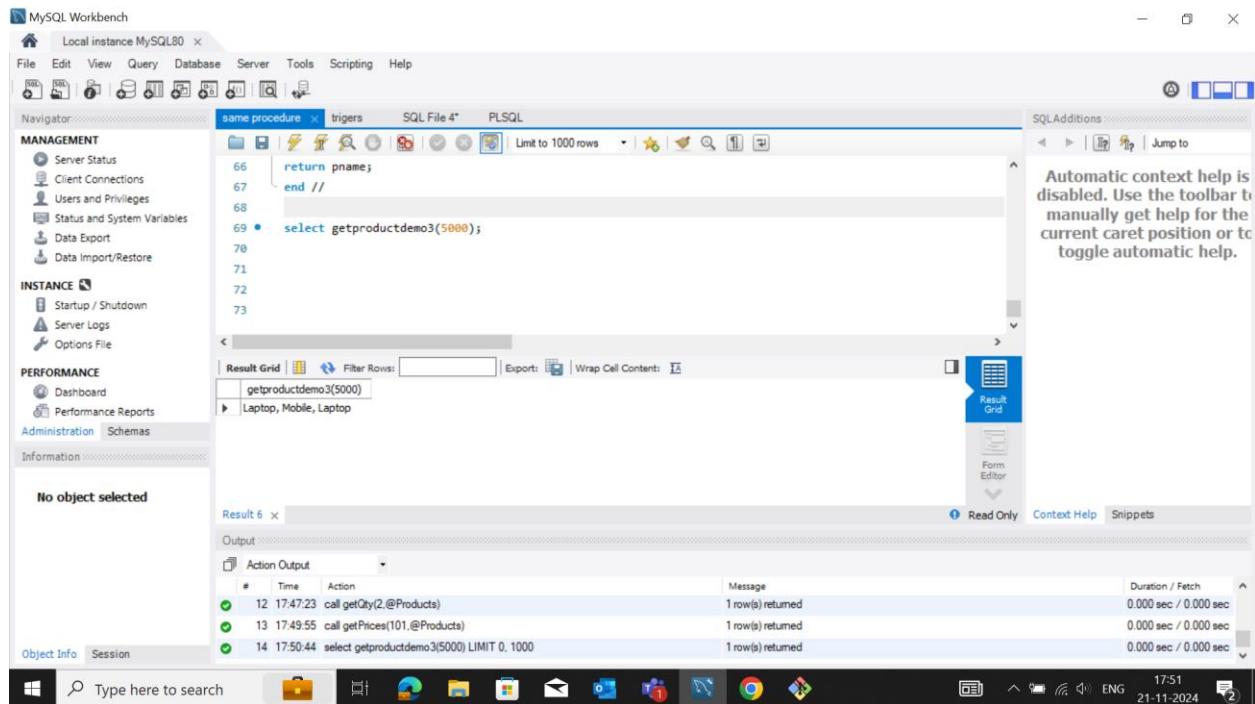 MySQL Workbench
Local instance MySQL80 ×
File Edit View Query Database Server Tools Scripting Help
Navigator
MANAGEMENT
Server Status
Client Connections
Users and Privileges
Status and System Variables
Data Export
Data Import/Restore
INSTANCE
Startup / Shutdown
Server Logs
Options File
PERFORMANCE
Dashboard
Performance Reports
Administration Schemas
Information
No object selected
Object Info Session
same procedure × trigers SQL File 4* PLSQL
Limit to 1000 rows
66 return pname;
67 end //
68
69 select getproductdemo3(5000);
70
71
72
73
Result Grid Filter Rows: Export: Wrap Cell Content:
getproductdemo3(5000)
Laptop, Mobile, Laptop
Result Grid
Form Editor
Result 6 × Read Only
SQLAdditions
Jump to
Automatic context help is
disabled. Use the toolbar to
manually get help for the
current caret position or to
toggle automatic help.
Context Help Snippets
Output
Action Output
# Time Action Message Duration / Fetch
12 17:47:23 call getQty(2,@Products) 1 row(s) returned 0.000 sec / 0.000 sec
13 17:49:55 call getPrices(101,@Products) 1 row(s) returned 0.000 sec / 0.000 sec
14 17:50:44 select getproductdemo3(5000) LIMIT 0, 1000 1 row(s) returned 0.000 sec / 0.000 sec
Type here to search
ENG
17:51
21-11-2024
2